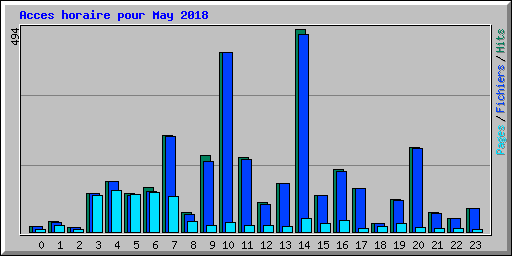 Acces horaire pour May 2018
494
Pages/Fichiers/Hits
0 1 2 3 4 5 6 7 8 9 10 11 12 13 14 15 16 17 18 19 20 21 22 23